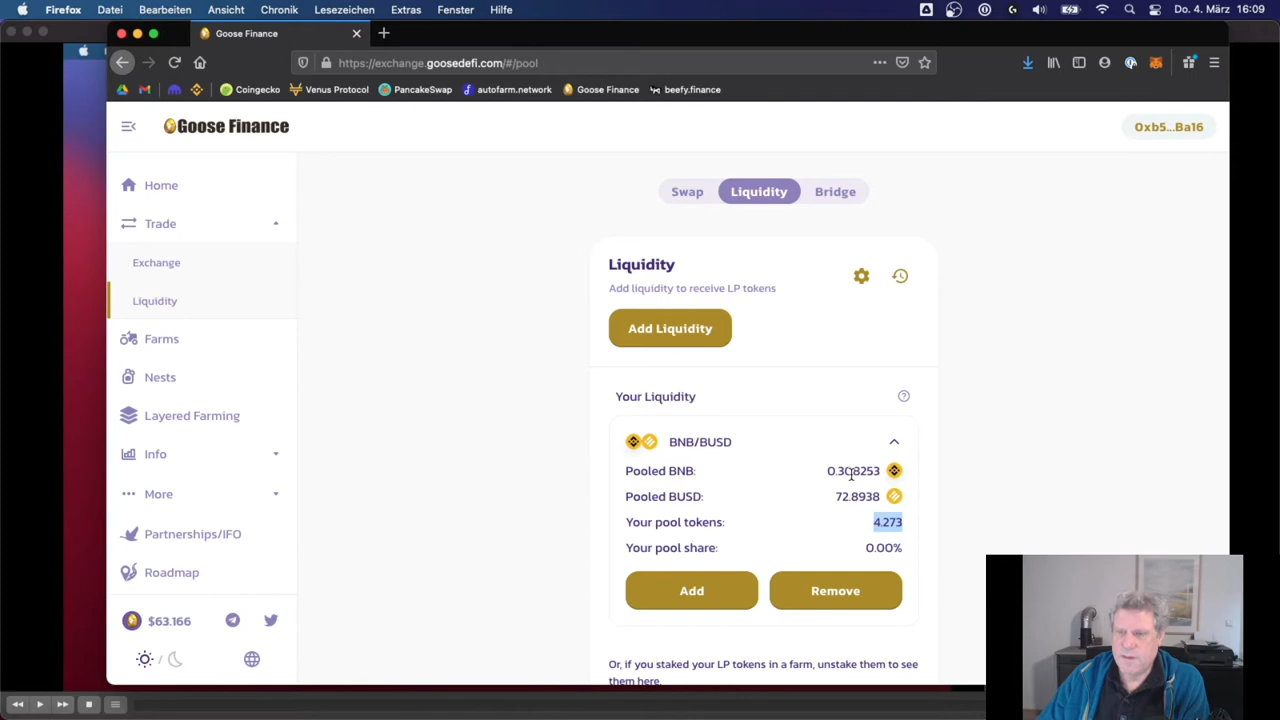 Firefox Datei Bearbeiten Ansicht Chronik Lesezeichen Extras Fenster Hilfe Do. 4. März 16:09
Goose Finance
https://exchange.goosedefi.com/#/pool
Coingecko Venus Protocol PancakeSwap autofarm.network Goose Finance beefy.finance
Goose Finance
0xb5...Ba16
Home
Trade
Exchange
Liquidity
Farms
Nests
Layered Farming
Info
More
Partnerships/IFO
Roadmap
$63.166
Swap Liquidity Bridge
Liquidity
Add liquidity to receive LP tokens
Add Liquidity
Your Liquidity
BNB/BUSD
Pooled BNB: 0.308253
Pooled BUSD: 72.8938
Your pool tokens: 4.273
Your pool share: 0.00%
Add Remove
Or, if you staked your LP tokens in a farm, unstake them to see
them here.